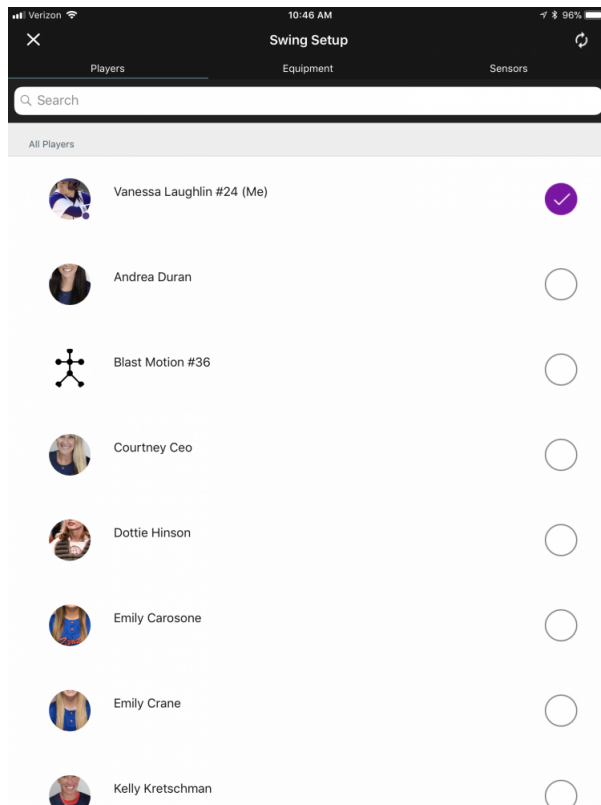 Verizon 10:46 AM 96%
Swing Setup
Players Equipment Sensors
Search
All Players
Vanessa Laughlin #24 (Me)
Andrea Duran
Blast Motion #36
Courtney Ceo
Dottie Hinson
Emily Carosone
Emily Crane
Kelly Kretschman